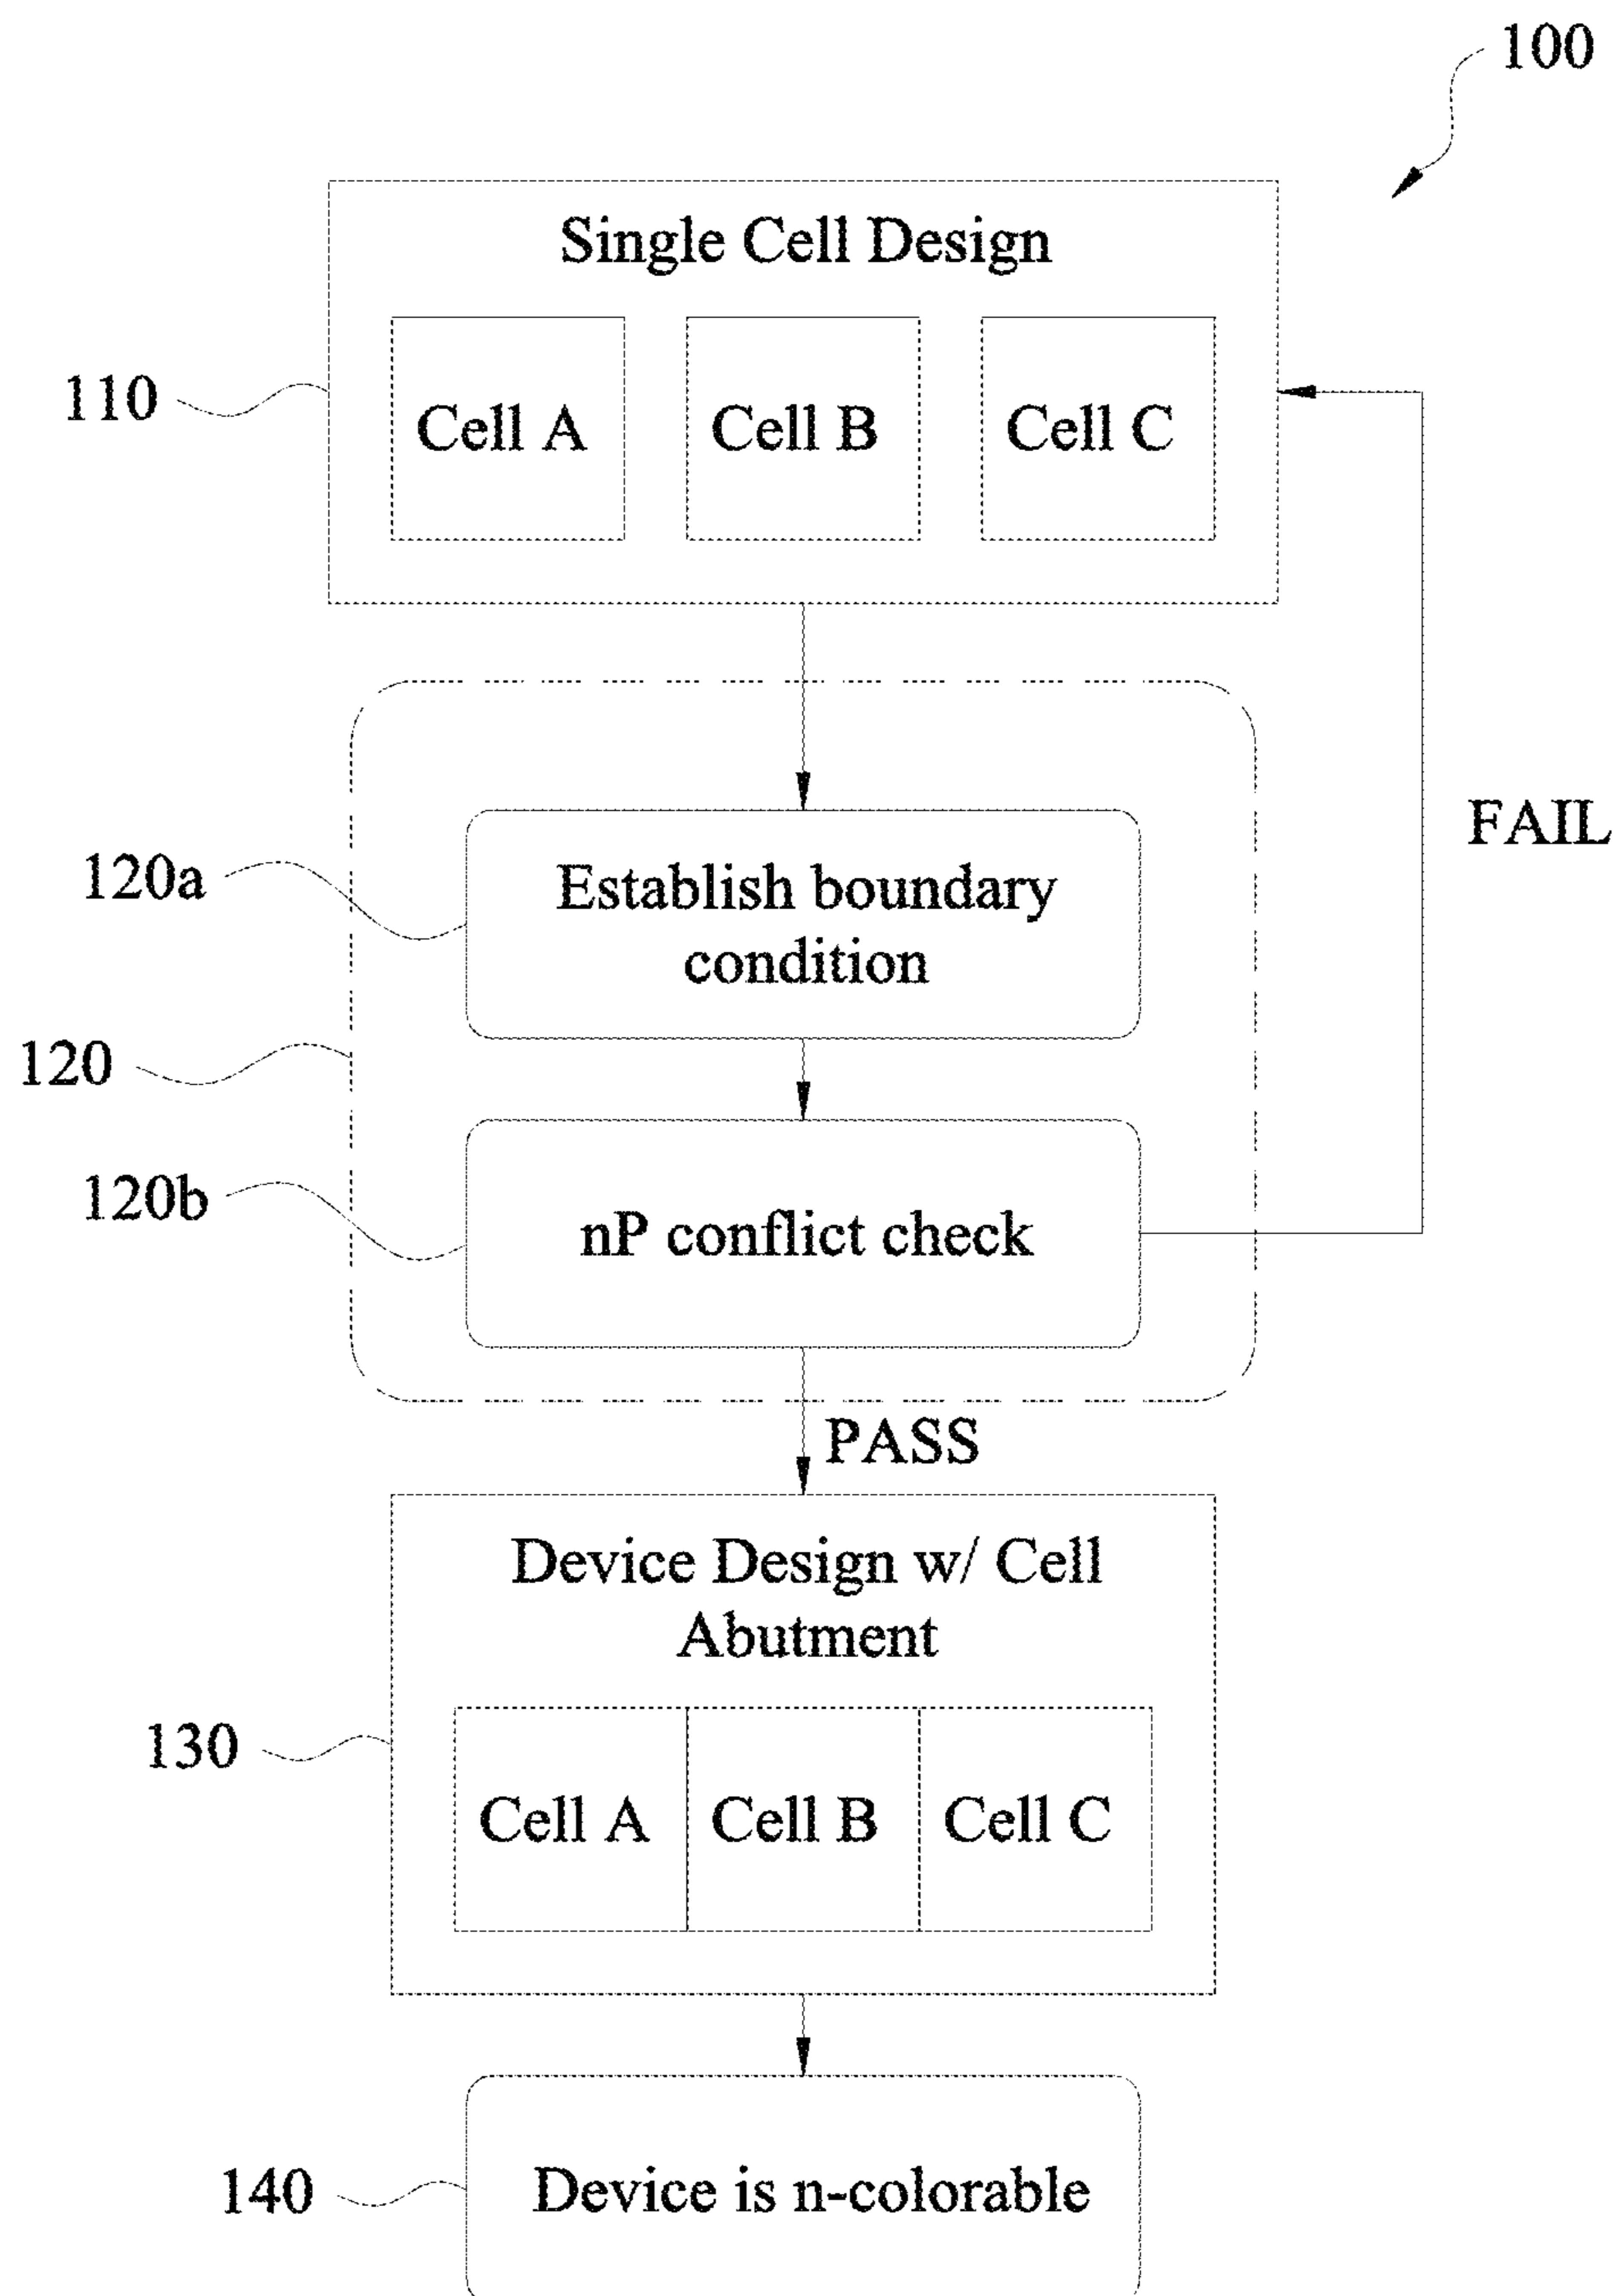 100
Single Cell Design
110
Cell A
Cell B
Cell C
FAIL
120a
Establish boundary
condition
120
120b
nP conflict check
PASS
Device Design w/ Cell
Abutment
130
Cell A
Cell B
Cell C
140
Device is n-colorable